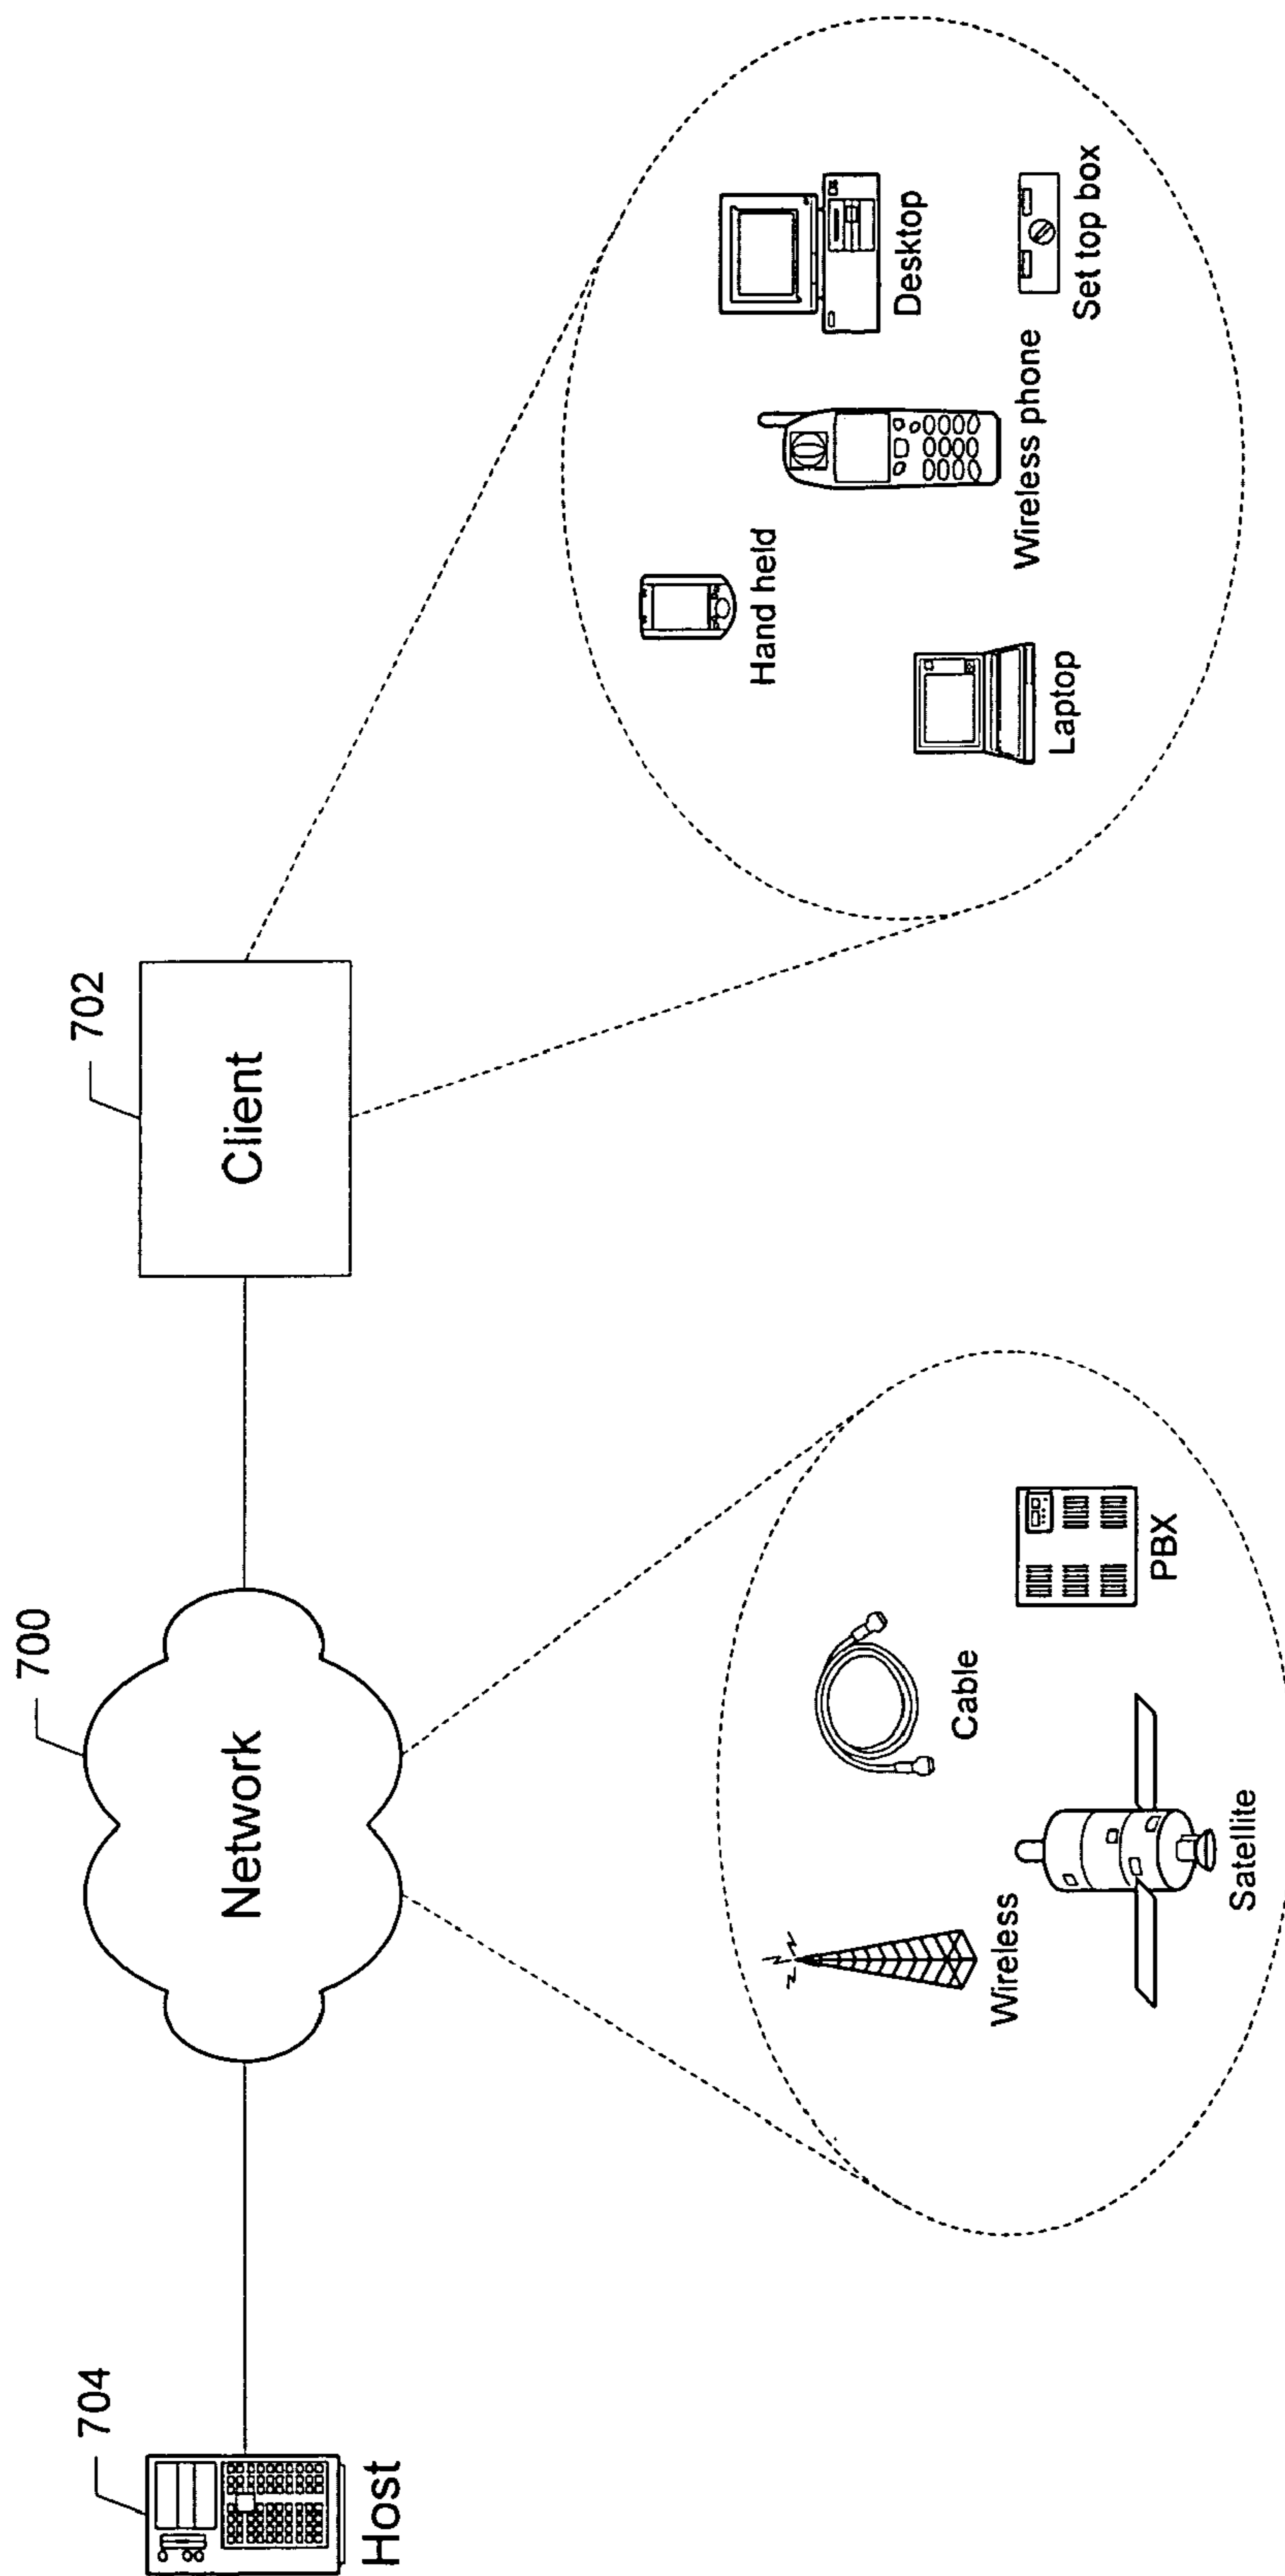 704
Host
700
Network
702
Client
Wireless
Cable
Satellite
PBX
Hand held
Desktop
Laptop
Wireless phone
Set top box